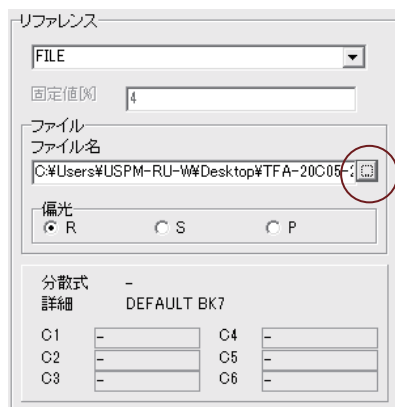 リファレンス
FILE
固定値[%] 4
ファイル
ファイル名
C:¥Users¥USPM-RU-W¥Desktop¥TFA-20C05- ...
偏光
R S P
分散式 -
詳細 DEFAULT BK7
C1 - C4 -
C2 - C5 -
C3 - C6 -